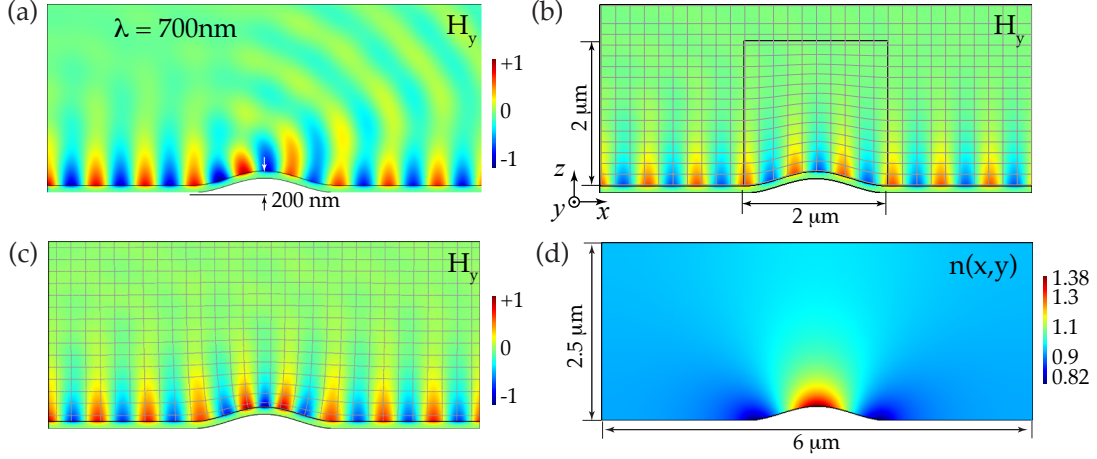 (a)
λ = 700nm
H_y
+1
0
-1
200 nm
(b)
H_y
2 μm
z
y
x
2 μm
(c)
H_y
+1
0
-1
(d)
n(x,y)
1.38
1.3
1.1
0.9
0.82
2.5 μm
6 μm